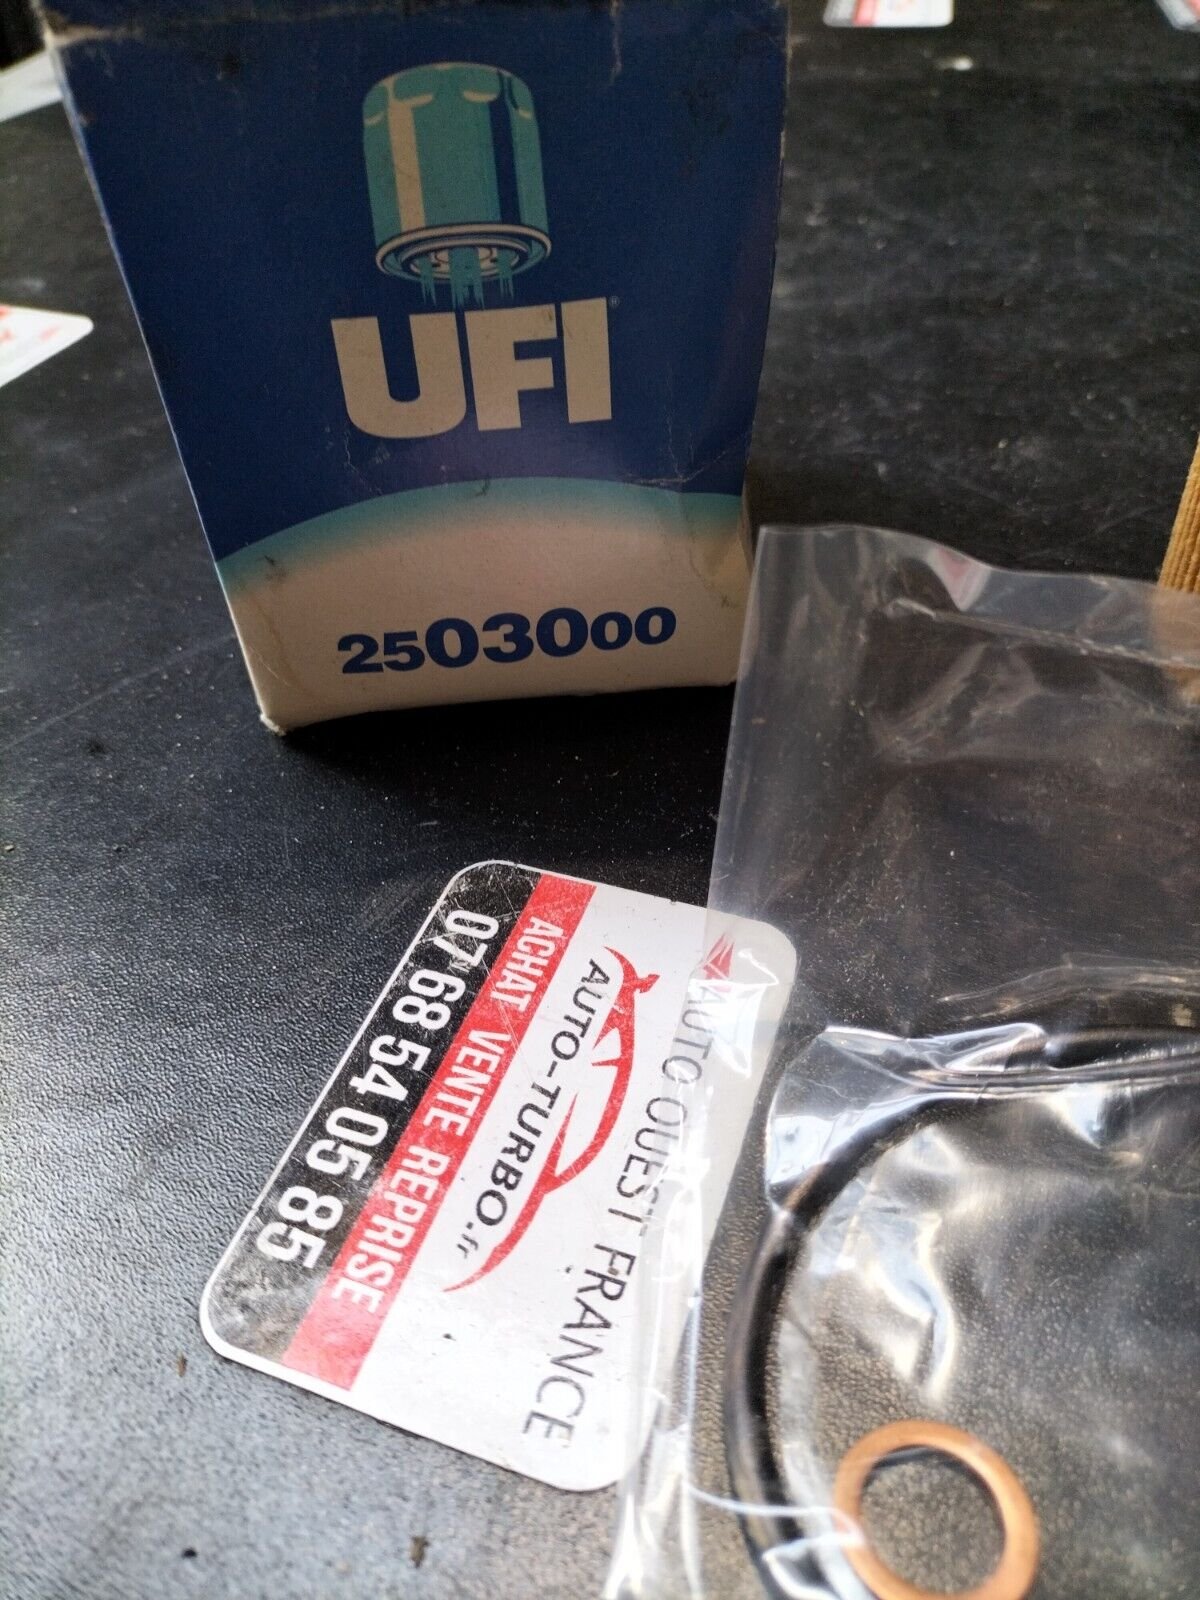 UFI®
2503000
AUTO OUEST FRANCE
AUTO-TURBO.fr
ACHAT VENTE REPRISE
07 68 54 05 85